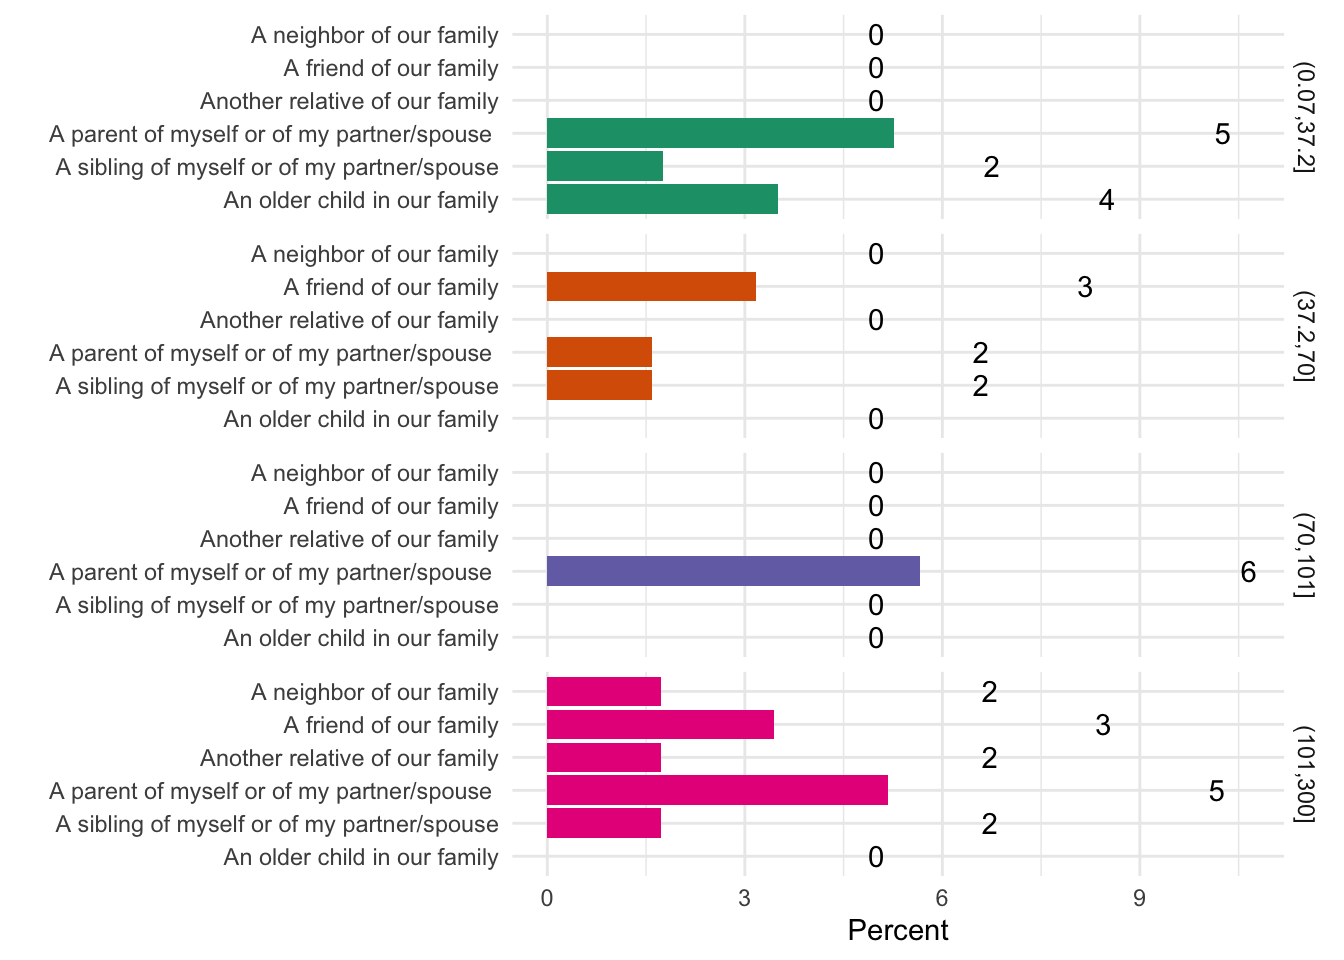 A neighbor of our family 0
A friend of our family 0
Another relative of our family 0
A parent of myself or of my partner/spouse 5
A sibling of myself or of my partner/spouse 2
An older child in our family 4
(0.07,37.2]
A neighbor of our family 0
A friend of our family 3
Another relative of our family 0
A parent of myself or of my partner/spouse 2
A sibling of myself or of my partner/spouse 2
An older child in our family 0
(37.2,70]
A neighbor of our family 0
A friend of our family 0
Another relative of our family 0
A parent of myself or of my partner/spouse 6
A sibling of myself or of my partner/spouse 0
An older child in our family 0
(70,101]
A neighbor of our family 2
A friend of our family 3
Another relative of our family 2
A parent of myself or of my partner/spouse 5
A sibling of myself or of my partner/spouse 2
An older child in our family 0
(101,300]
0 3 6 9
Percent